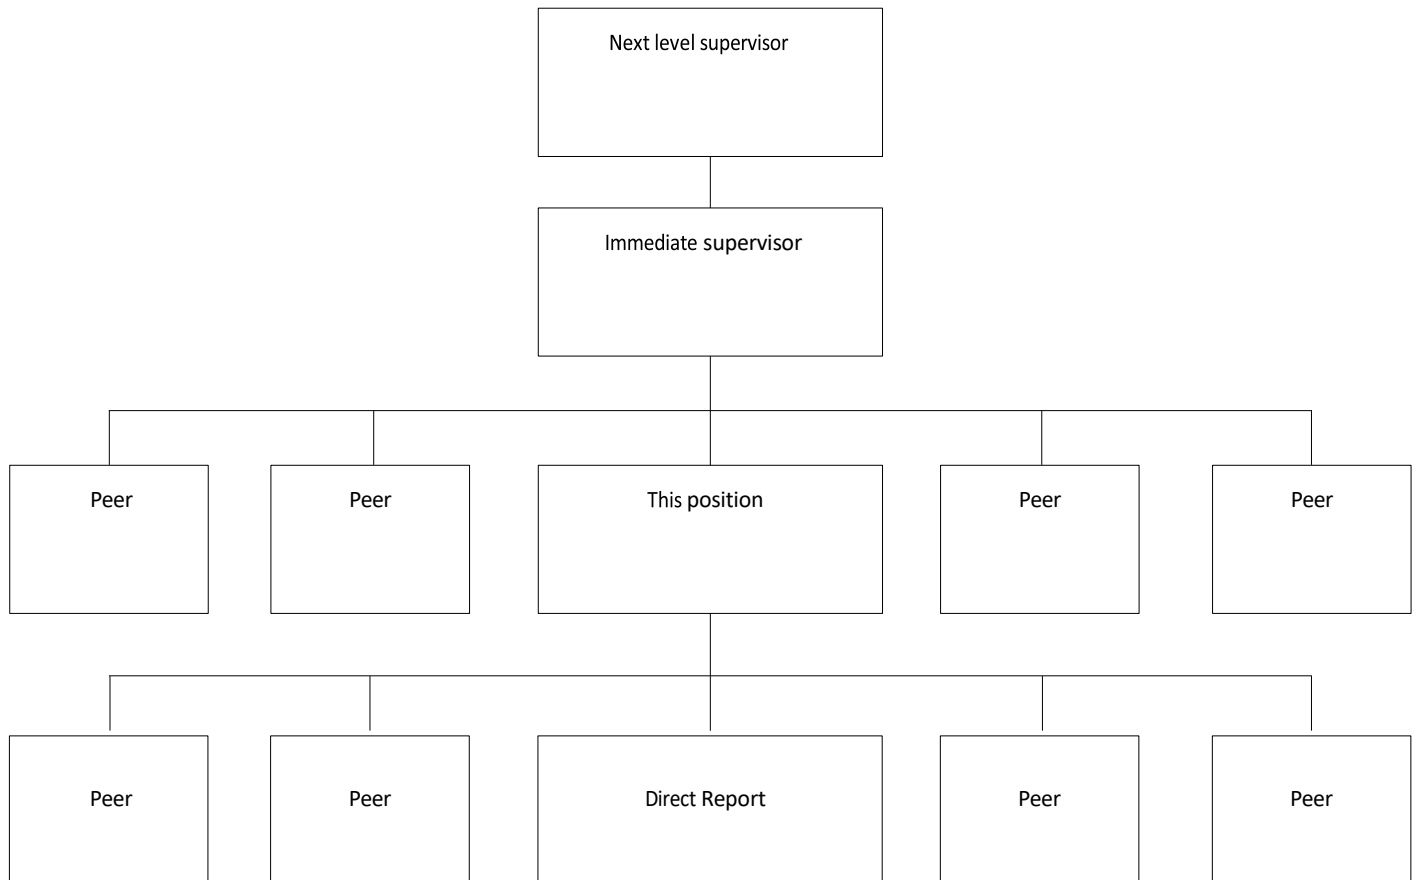 Next level supervisor
Immediate supervisor
Peer
Peer
This position
Peer
Peer
Peer
Peer
Direct Report
Peer
Peer